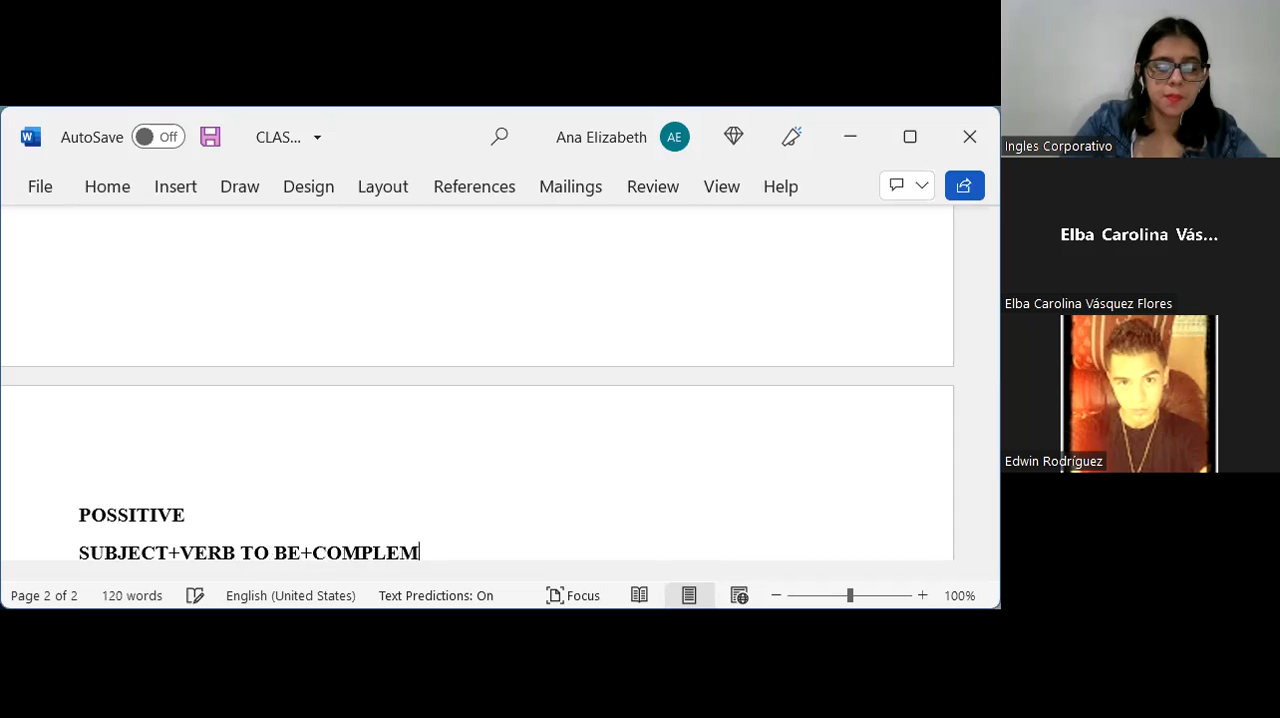 AutoSave Off CLAS... Ana Elizabeth AE
File Home Insert Draw Design Layout References Mailings Review View Help
POSSITIVE
SUBJECT+VERB TO BE+COMPLEM
Page 2 of 2 120 words English (United States) Text Predictions: On Focus 100%
Ingles Corporativo
Elba Carolina Vás...
Elba Carolina Vásquez Flores
Edwin Rodríguez